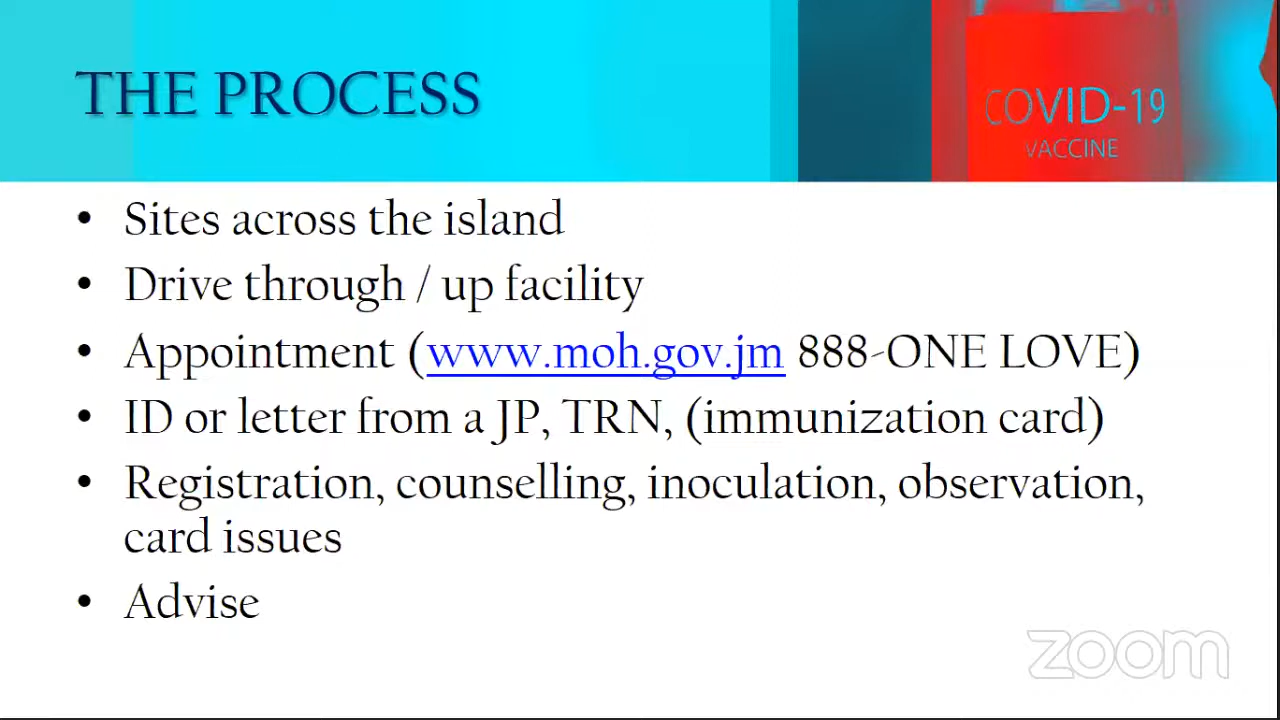 THE PROCESS
COVID-19
VACCINE
• Sites across the island
• Drive through / up facility
• Appointment (www.moh.gov.jm 888-ONE LOVE)
• ID or letter from a JP, TRN, (immunization card)
• Registration, counselling, inoculation, observation,
card issues
• Advise
zoom